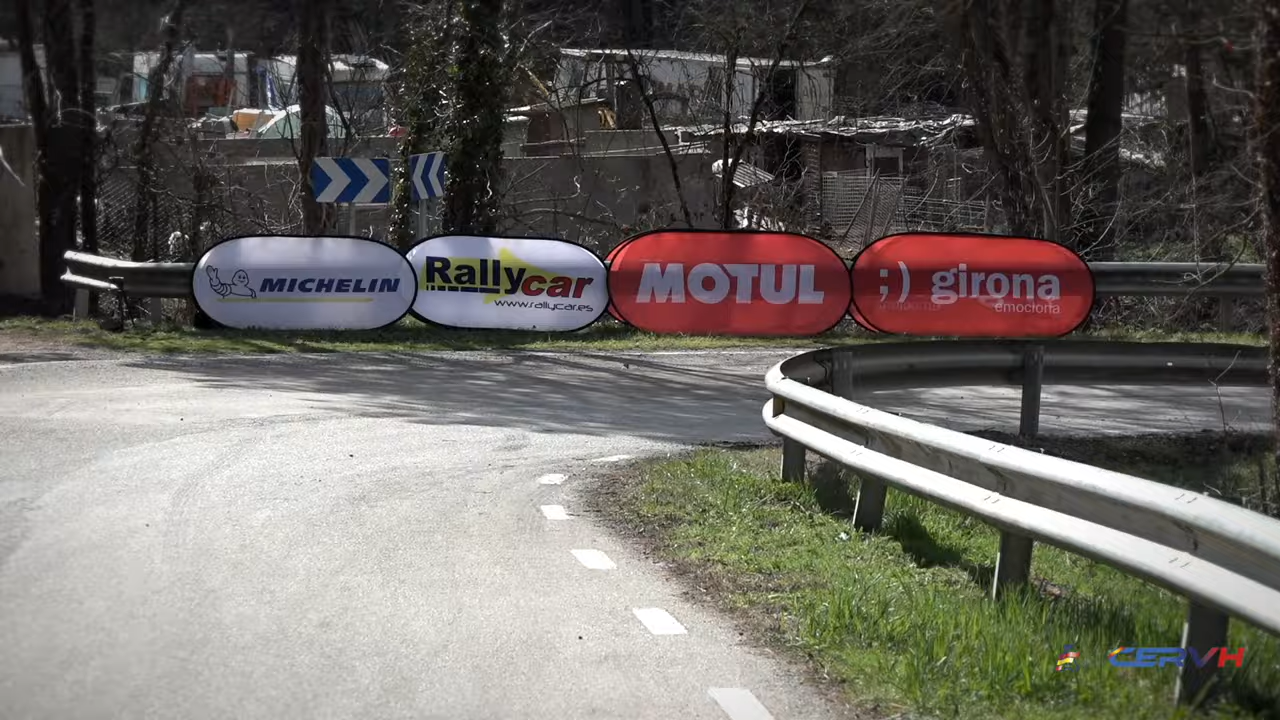 MICHELIN
Rallycar
www.rallycar.es
MOTUL
;) girona
emociona
CERVH